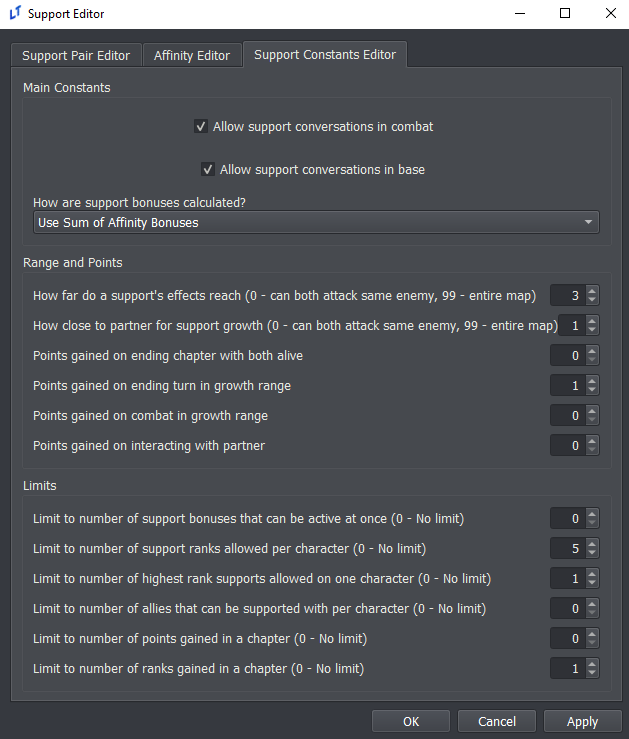 LT Support Editor
Support Pair Editor Affinity Editor Support Constants Editor
Main Constants
Allow support conversations in combat
Allow support conversations in base
How are support bonuses calculated?
Use Sum of Affinity Bonuses
Range and Points
How far do a support's effects reach (0 - can both attack same enemy, 99 - entire map) 3
How close to partner for support growth (0 - can both attack same enemy, 99 - entire map) 1
Points gained on ending chapter with both alive 0
Points gained on ending turn in growth range 1
Points gained on combat in growth range 0
Points gained on interacting with partner 0
Limits
Limit to number of support bonuses that can be active at once (0 - No limit) 0
Limit to number of support ranks allowed per character (0 - No limit) 5
Limit to number of highest rank supports allowed on one character (0 - No limit) 1
Limit to number of allies that can be supported with per character (0 - No limit) 0
Limit to number of points gained in a chapter (0 - No limit) 0
Limit to number of ranks gained in a chapter (0 - No limit) 1
OK Cancel Apply